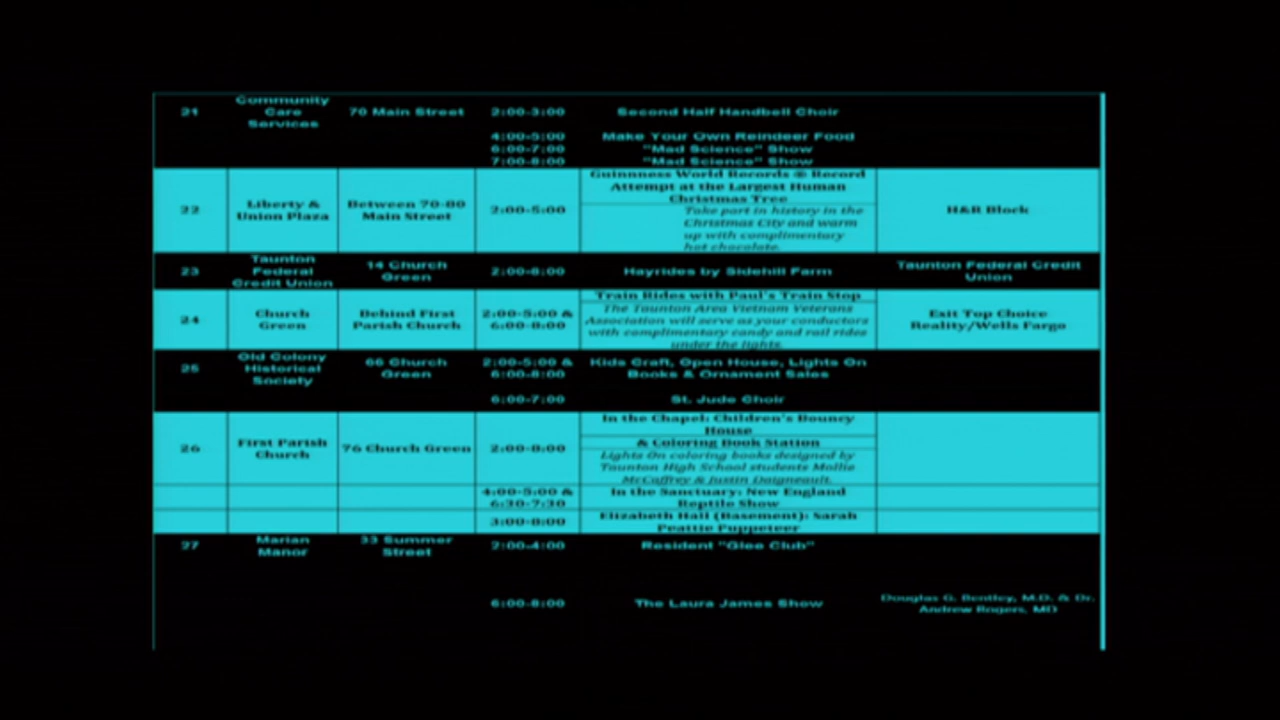 21
Community
Care
Services
70 Main Street
2:00-3:00
Second Half Handbell Choir
4:00-5:00
Make Your Own Reindeer Food
6:00-7:00
"Mad Science" Show
7:00-8:00
"Mad Science" Show
22
Liberty &
Union Plaza
Between 70-80
Main Street
2:00-5:00
Guinnness World Records ® Record
Attempt at the Largest Human
Christmas Tree
Take part in history in the
Christmas City and warm
up with complimentary
hot chocolate.
H&R Block
23
Taunton
Federal
Credit Union
14 Church
Green
2:00-8:00
Hayrides by Sidehill Farm
Taunton Federal Credit
Union
24
Church
Green
Behind First
Parish Church
2:00-5:00 &
6:00-8:00
Train Rides with Paul's Train Stop
The Taunton Area Vietnam Veterans
Association will serve as your conductors
with complimentary candy and rail rides
under the lights.
Exit Top Choice
Reality/Wells Fargo
25
Old Colony
Historical
Society
66 Church
Green
2:00-5:00 &
6:00-8:00
Kids Craft, Open House, Lights On
Books & Ornament Sales
6:00-7:00
St. Jude Choir
26
First Parish
Church
76 Church Green
2:00-8:00
In the Chapel: Children's Bouncy
House
& Coloring Book Station
Lights On coloring books designed by
Taunton High School students Mollie
McCaffrey & Justin Daigneault.
4:00-5:00 &
6:30-7:30
In the Sanctuary: New England
Reptile Show
3:00-8:00
Elizabeth Hall (Basement): Sarah
Peattie Puppeteer
27
Marian
Manor
33 Summer
Street
2:00-4:00
Resident "Glee Club"
6:00-8:00
The Laura James Show
Douglas G. Bentley, M.D. & Dr.
Andrew Rogers, MD